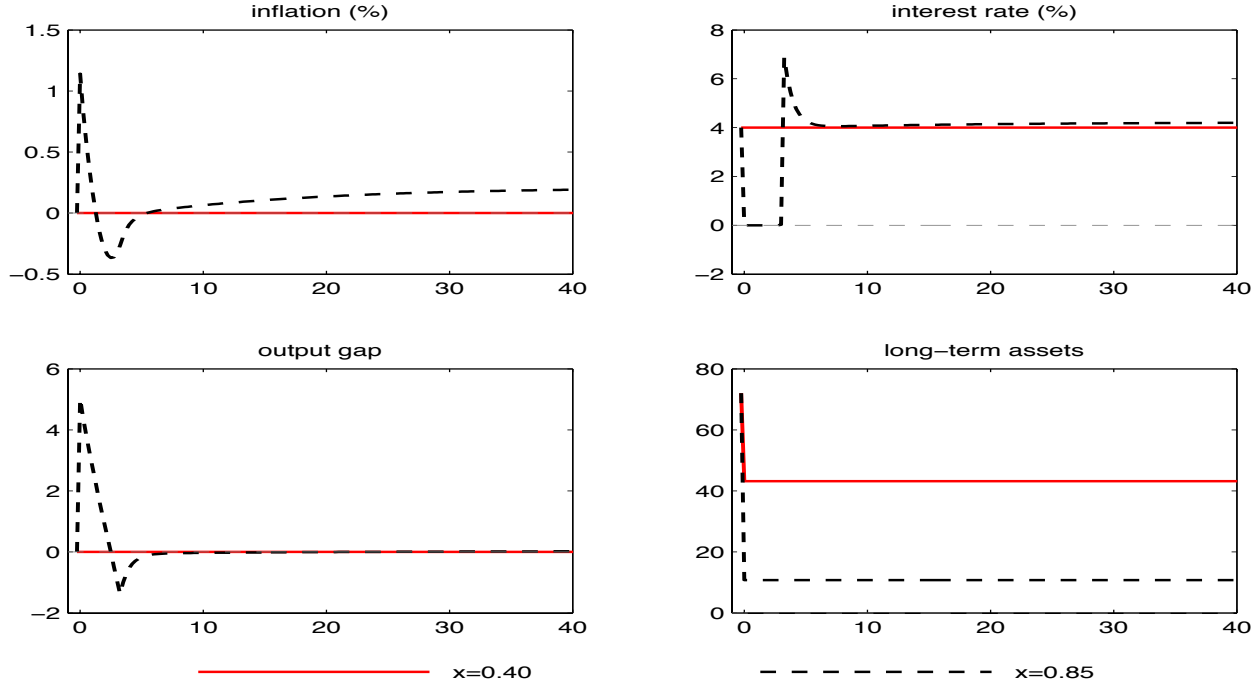 inflation (%)
1.5
1
0.5
0
−0.5
0 10 20 30 40
interest rate (%)
8
6
4
2
0
−2
0 10 20 30 40
output gap
6
4
2
0
−2
0 10 20 30 40
long−term assets
80
60
40
20
0
0 10 20 30 40
x=0.40
x=0.85